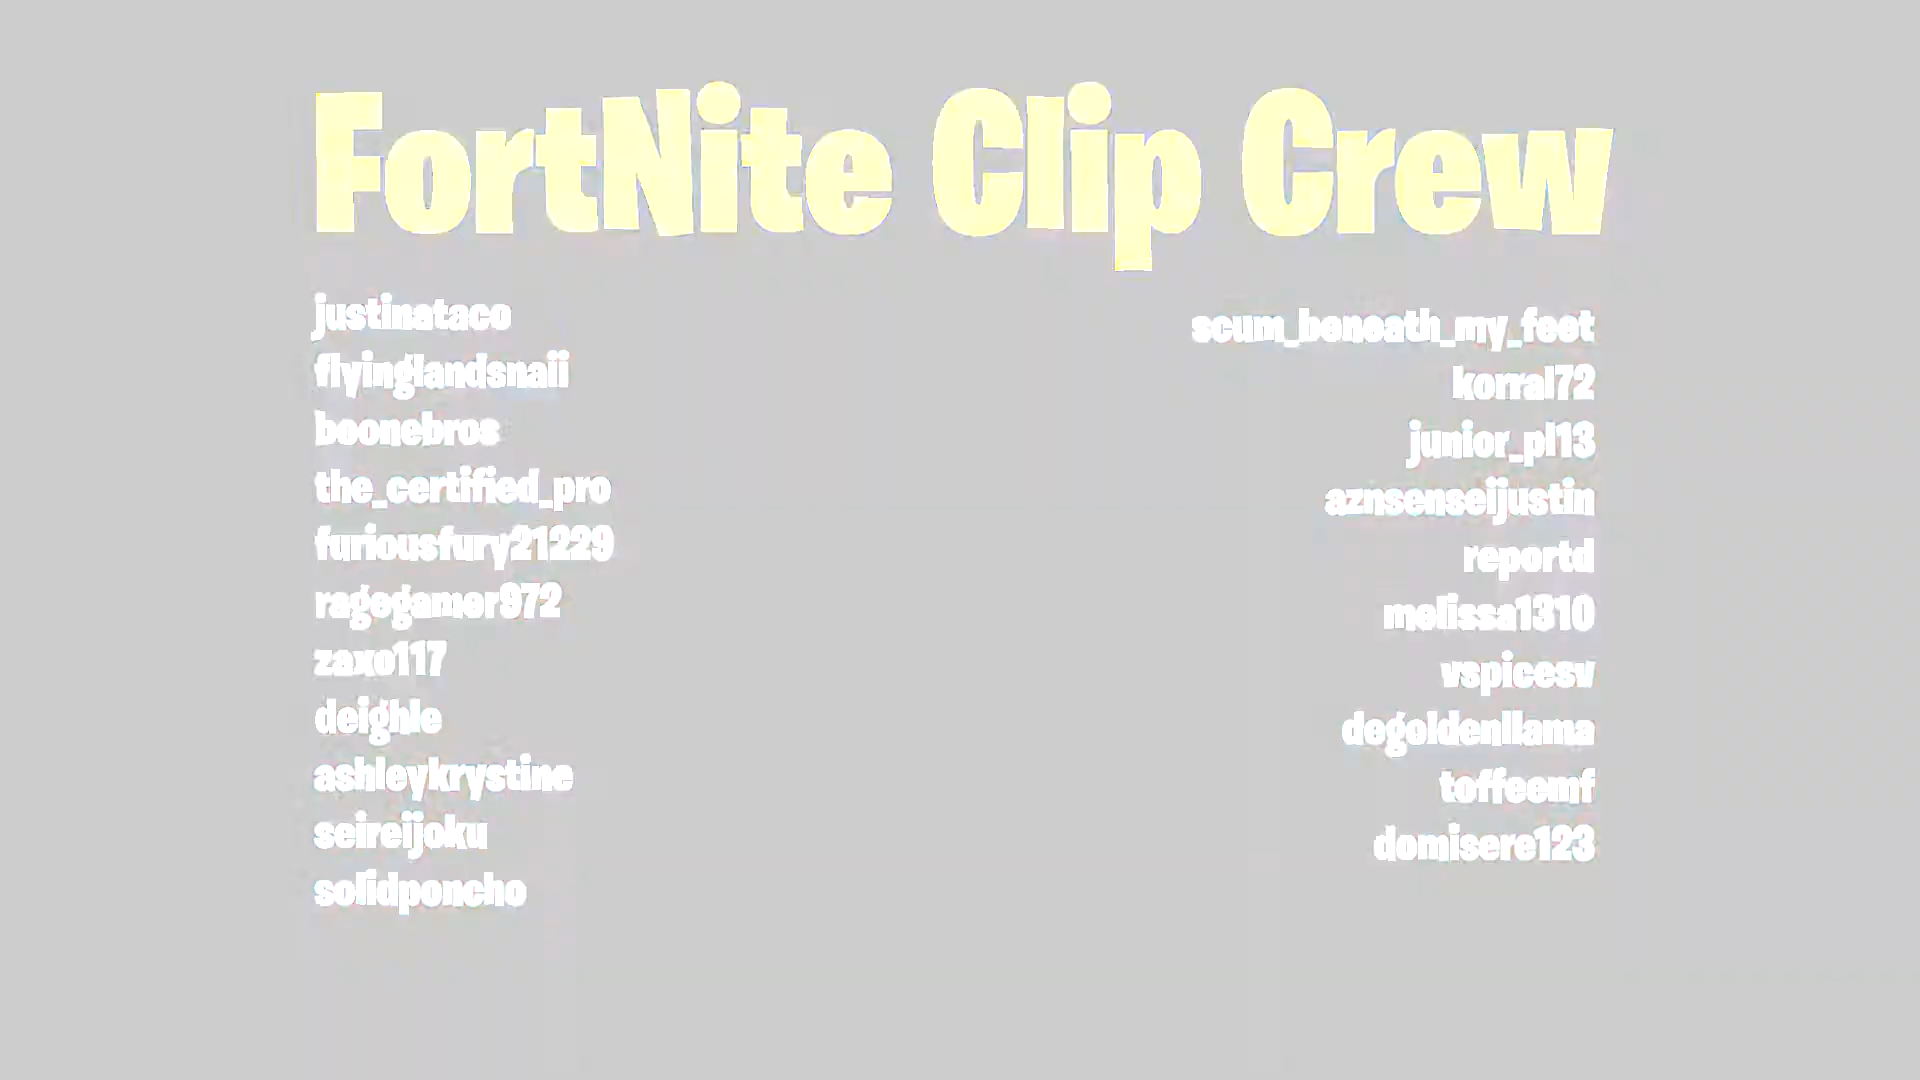 FortNite Clip Crew
justinataco
flyinglandsnaii
boonebros
the_certified_pro
furiousfury21229
ragegamer972
zaxo117
deighle
ashleykrystine
seireijoku
solidponcho
scum_beneath_my_feet
korral72
junior_pl13
aznsenseijustin
reportd
melissa1310
vspicesv
degoldenllama
toffeemf
domisere123